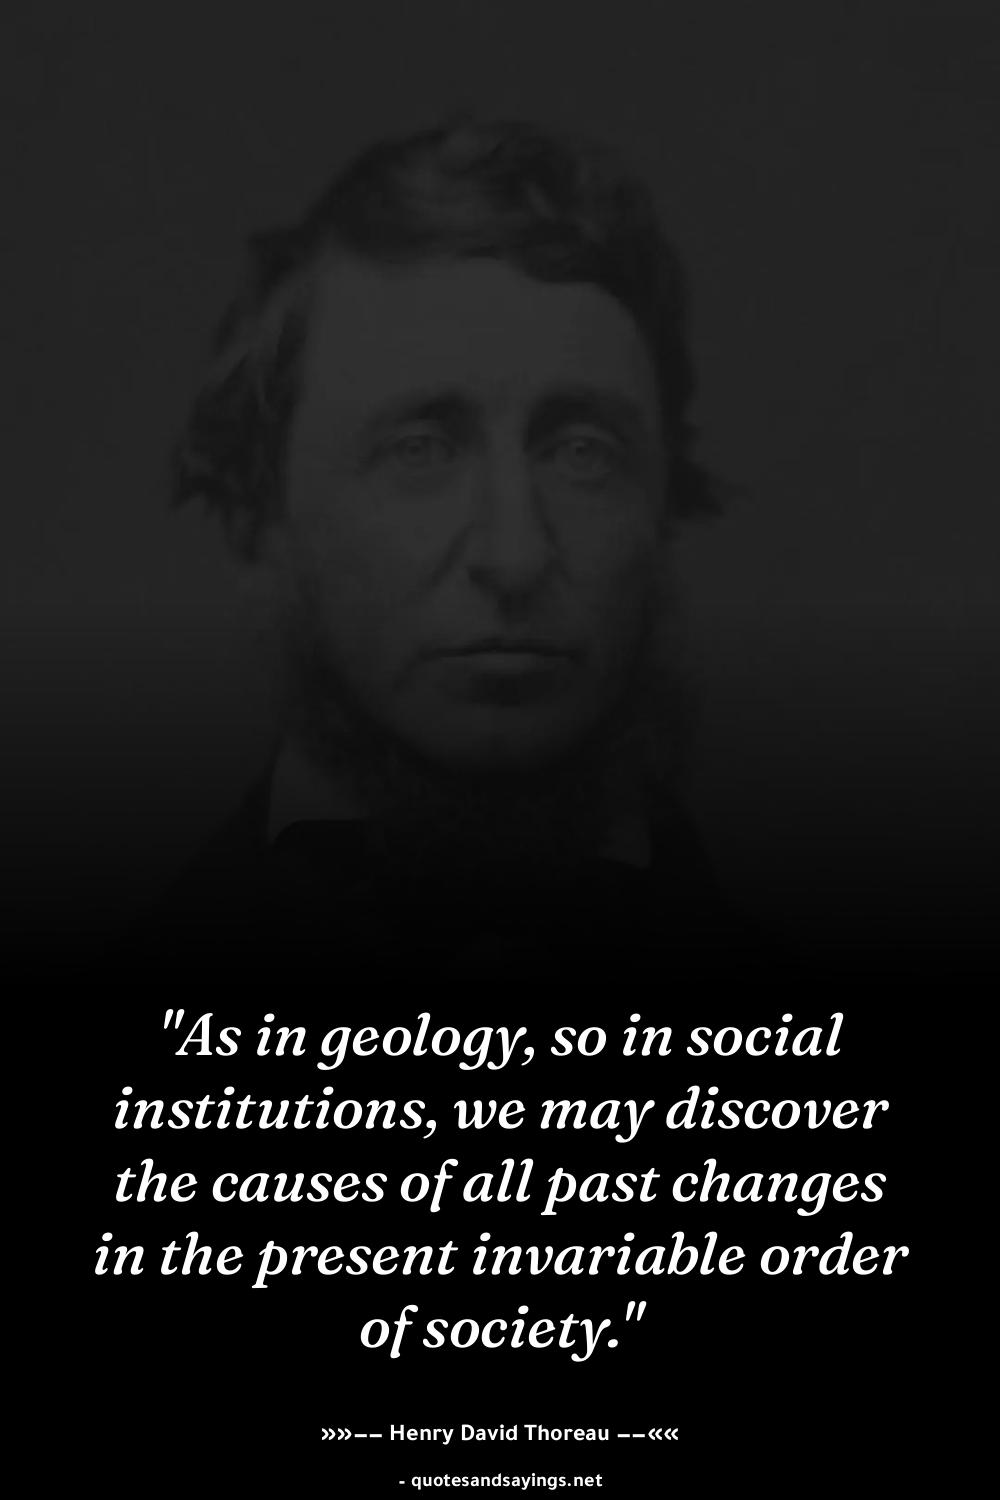 "As in geology, so in social
institutions, we may discover
the causes of all past changes
in the present invariable order
of society."
»»−− Henry David Thoreau −−««
- quotesandsayings.net